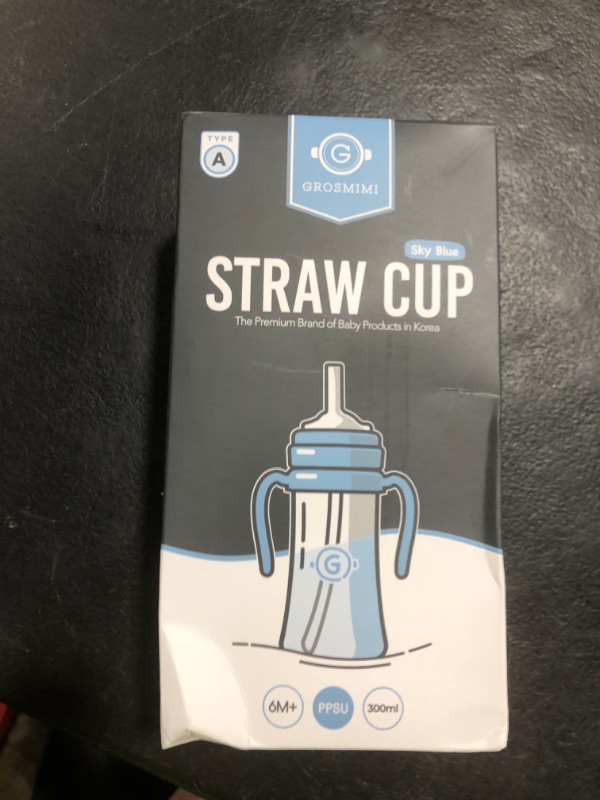 TYPE
A
G
GROSMIMI
Sky Blue
STRAW CUP
The Premium Brand of Baby Products in Korea
G
6M+
PPSU
300ml